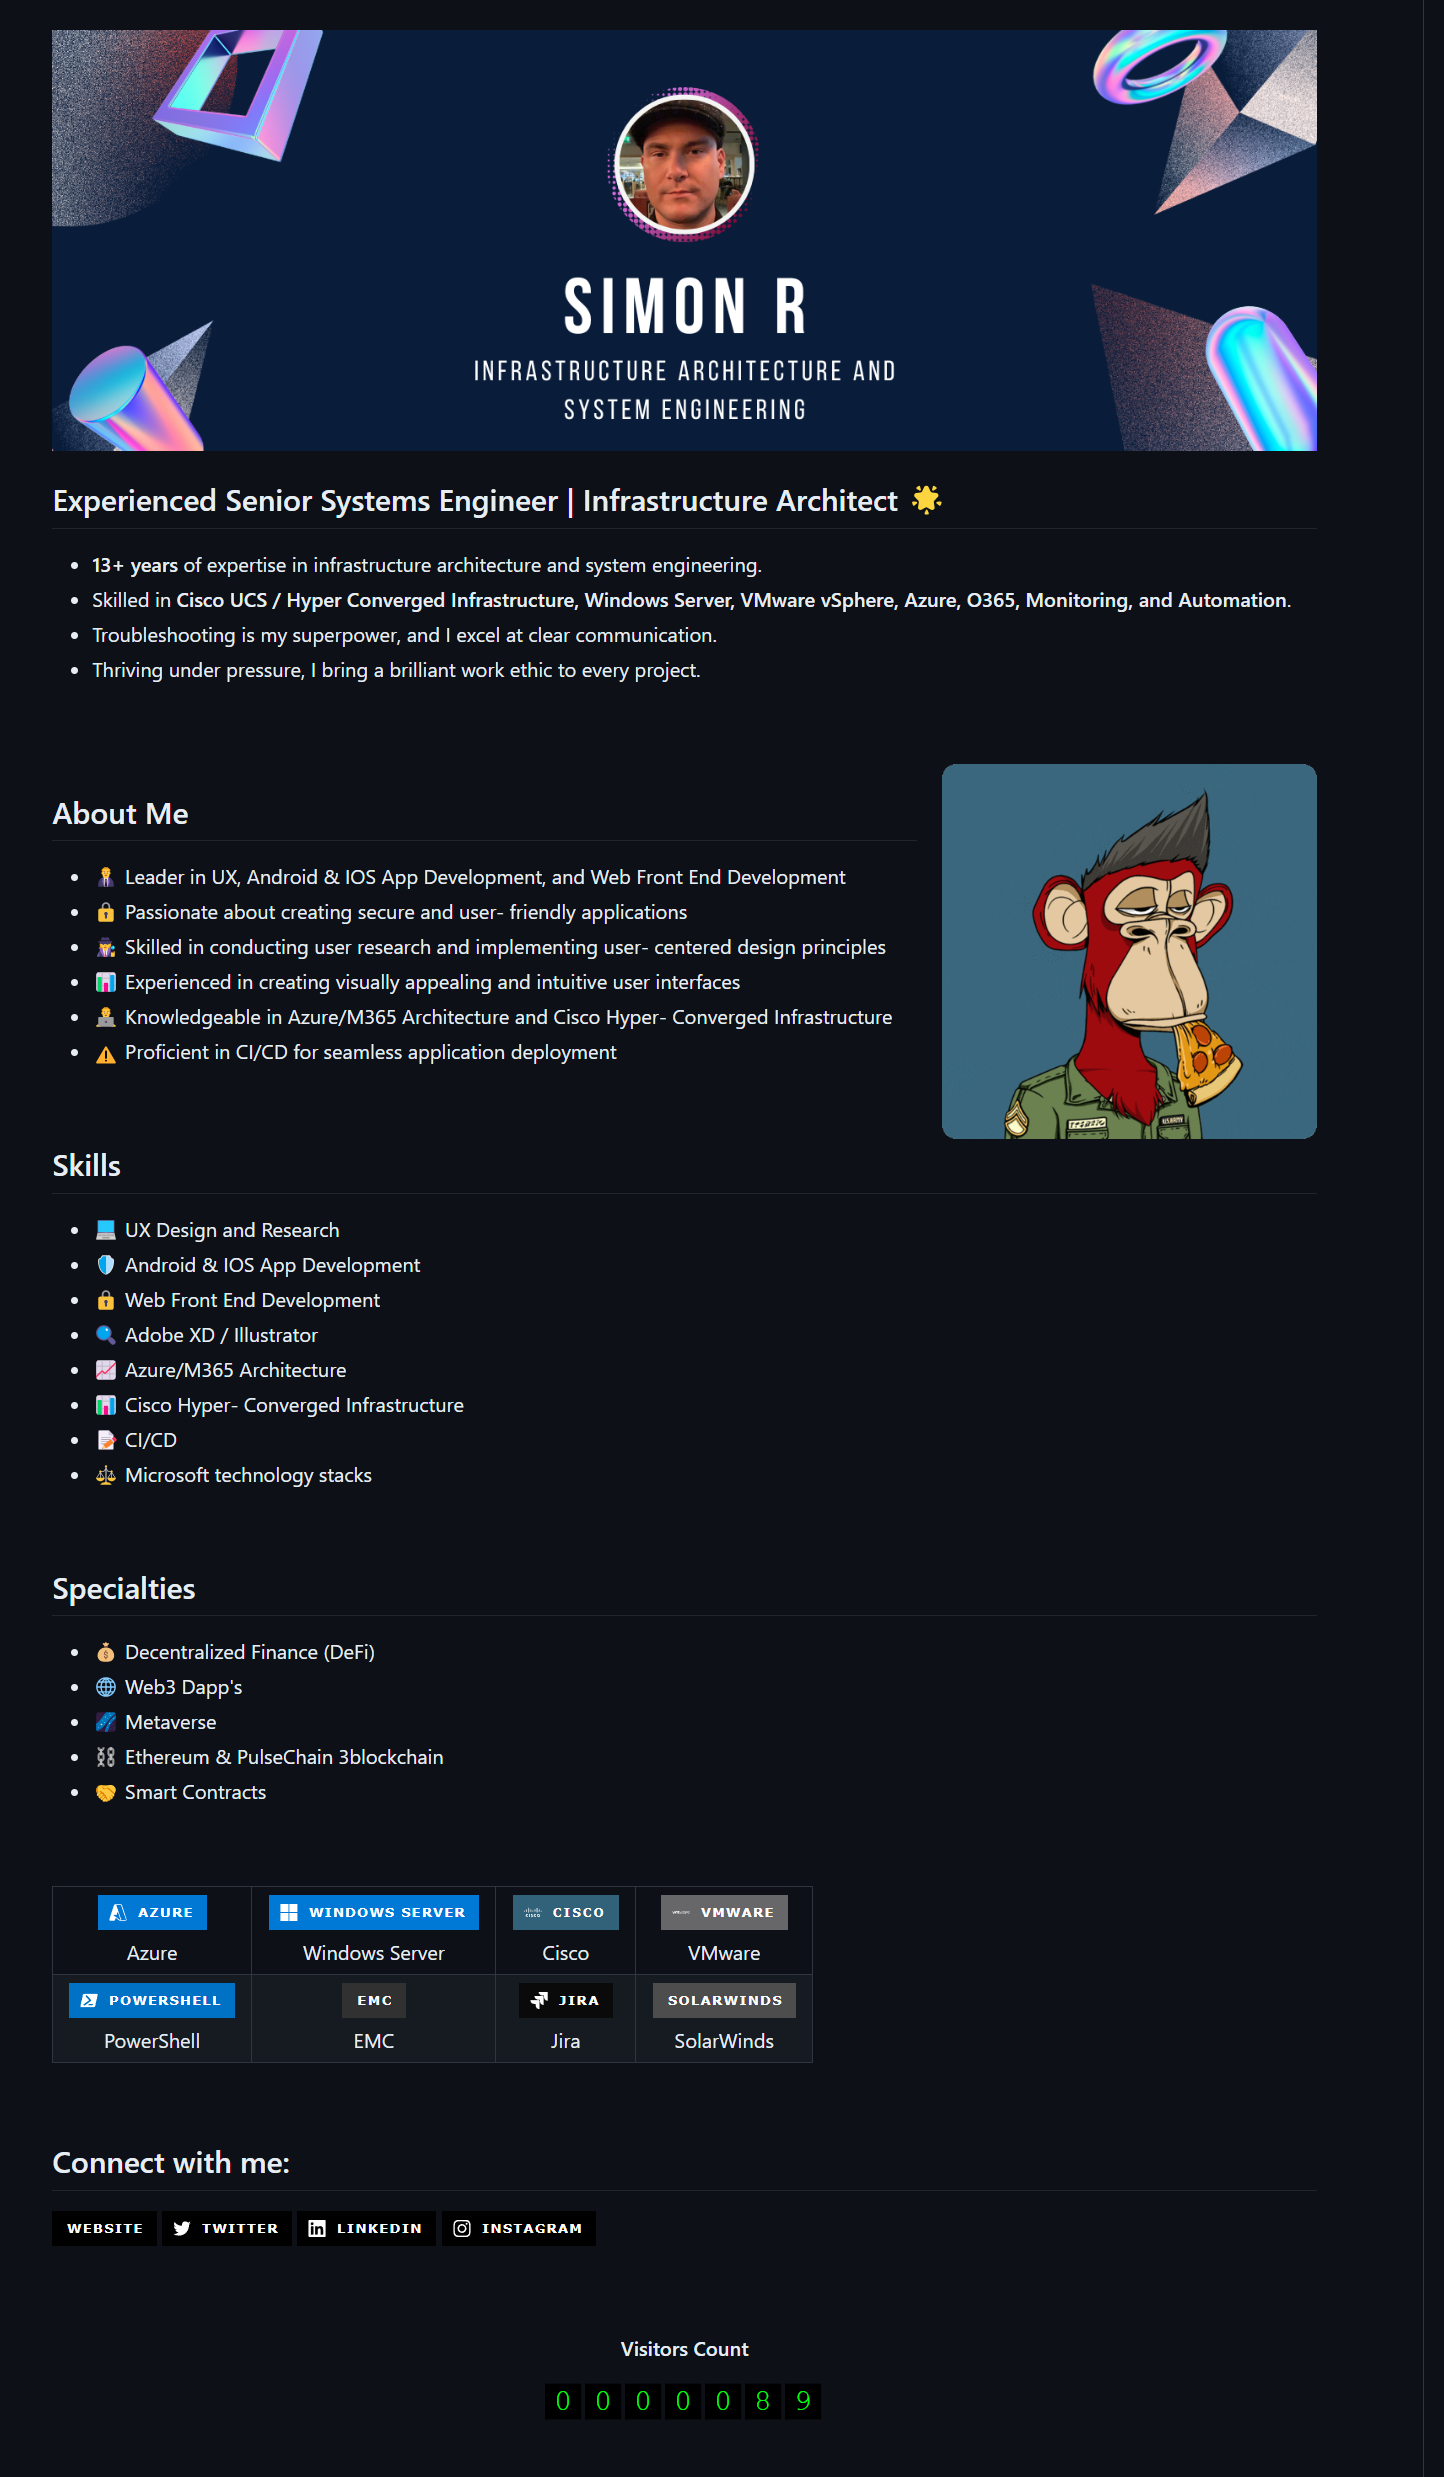 SIMON R
INFRASTRUCTURE ARCHITECTURE AND
SYSTEM ENGINEERING
Experienced Senior Systems Engineer | Infrastructure Architect 🌟
13+ years of expertise in infrastructure architecture and system engineering.
Skilled in Cisco UCS / Hyper Converged Infrastructure, Windows Server, VMware vSphere, Azure, O365, Monitoring, and Automation.
Troubleshooting is my superpower, and I excel at clear communication.
Thriving under pressure, I bring a brilliant work ethic to every project.
About Me
Leader in UX, Android & IOS App Development, and Web Front End Development
Passionate about creating secure and user- friendly applications
Skilled in conducting user research and implementing user- centered design principles
Experienced in creating visually appealing and intuitive user interfaces
Knowledgeable in Azure/M365 Architecture and Cisco Hyper- Converged Infrastructure
Proficient in CI/CD for seamless application deployment
Skills
UX Design and Research
Android & IOS App Development
Web Front End Development
Adobe XD / Illustrator
Azure/M365 Architecture
Cisco Hyper- Converged Infrastructure
CI/CD
Microsoft technology stacks
Specialties
Decentralized Finance (DeFi)
Web3 Dapp's
Metaverse
Ethereum & PulseChain 3blockchain
Smart Contracts
AZURE WINDOWS SERVER CISCO VMWARE
Azure Windows Server Cisco VMware
POWERSHELL EMC JIRA SOLARWINDS
PowerShell EMC Jira SolarWinds
Connect with me:
WEBSITE TWITTER LINKEDIN INSTAGRAM
Visitors Count
0 0 0 0 0 8 9